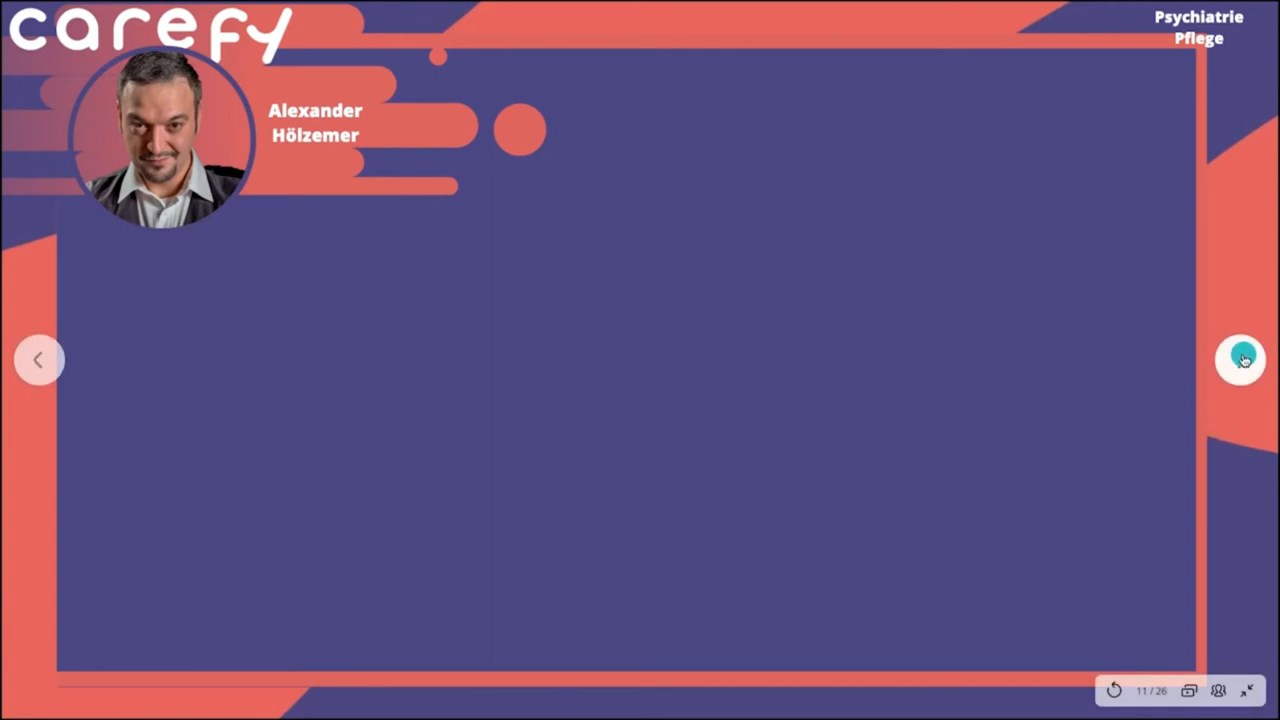 carefy
Psychiatrie
Pflege
Alexander
Hölzemer
11 / 26